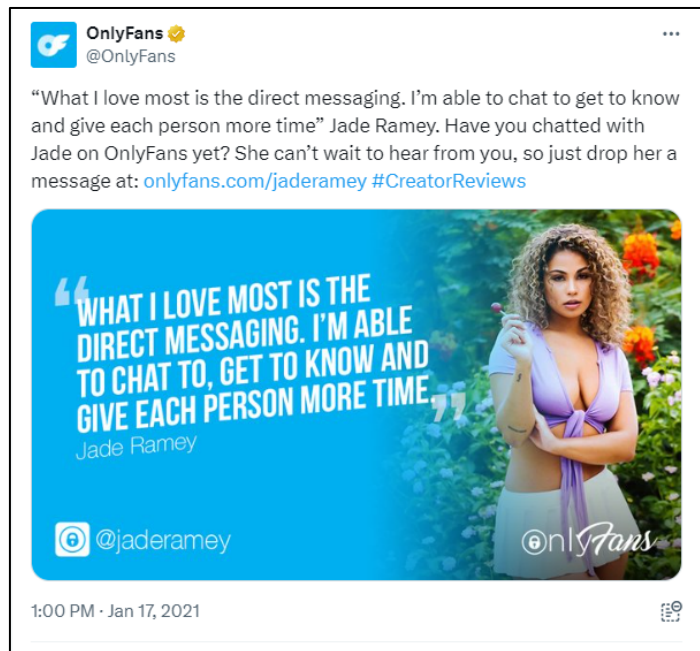 OnlyFans
@OnlyFans
“What I love most is the direct messaging. I’m able to chat to get to know
and give each person more time” Jade Ramey. Have you chatted with
Jade on OnlyFans yet? She can’t wait to hear from you, so just drop her a
message at: onlyfans.com/jaderamey #CreatorReviews
“WHAT I LOVE MOST IS THE
DIRECT MESSAGING. I’M ABLE
TO CHAT TO, GET TO KNOW AND
GIVE EACH PERSON MORE TIME.”
Jade Ramey
@jaderamey
OnlyFans
1:00 PM · Jan 17, 2021